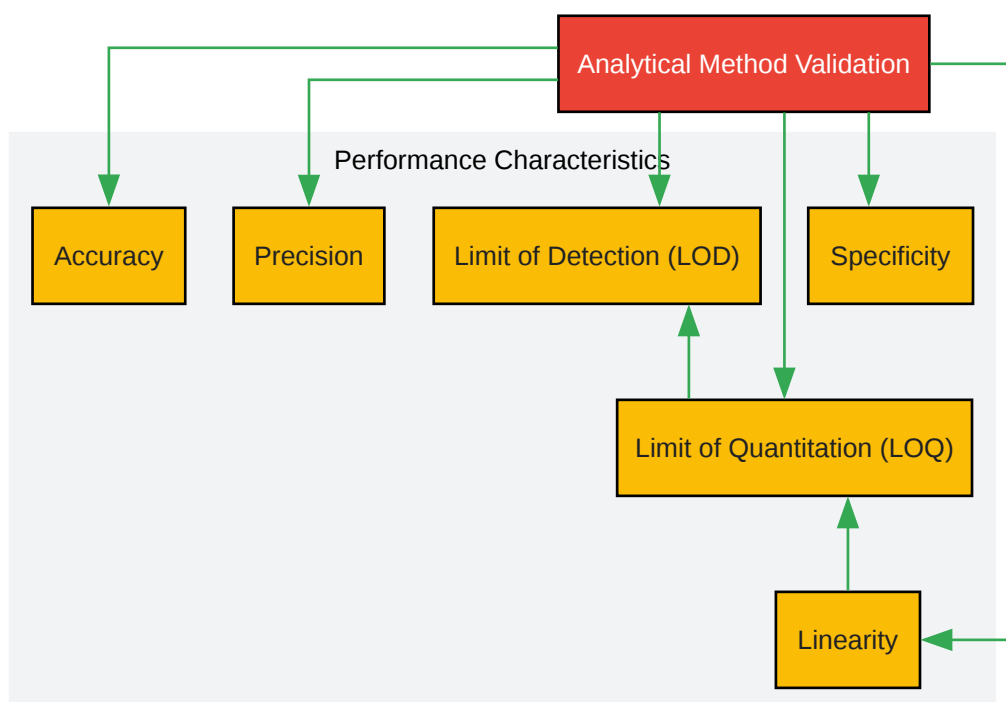 Analytical Method Validation
Performance Characteristics
Accuracy
Precision
Limit of Detection (LOD)
Specificity
Limit of Quantitation (LOQ)
Linearity